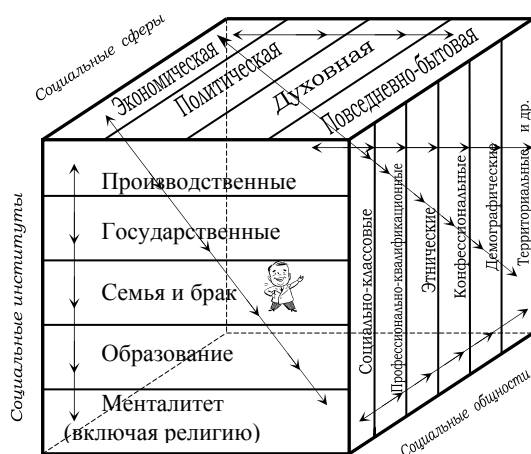 Социальные сферы
Экономическая
Политическая
Духовная
Повседневно-бытовая
Социальные институты
Производственные
Государственные
Семья и брак
Образование
Менталитет
(включая религию)
Социально-классовые
Профессионально-квалификационные
Этнические
Конфессиональные
Демографические
Территориальные и др.
Социальные общности